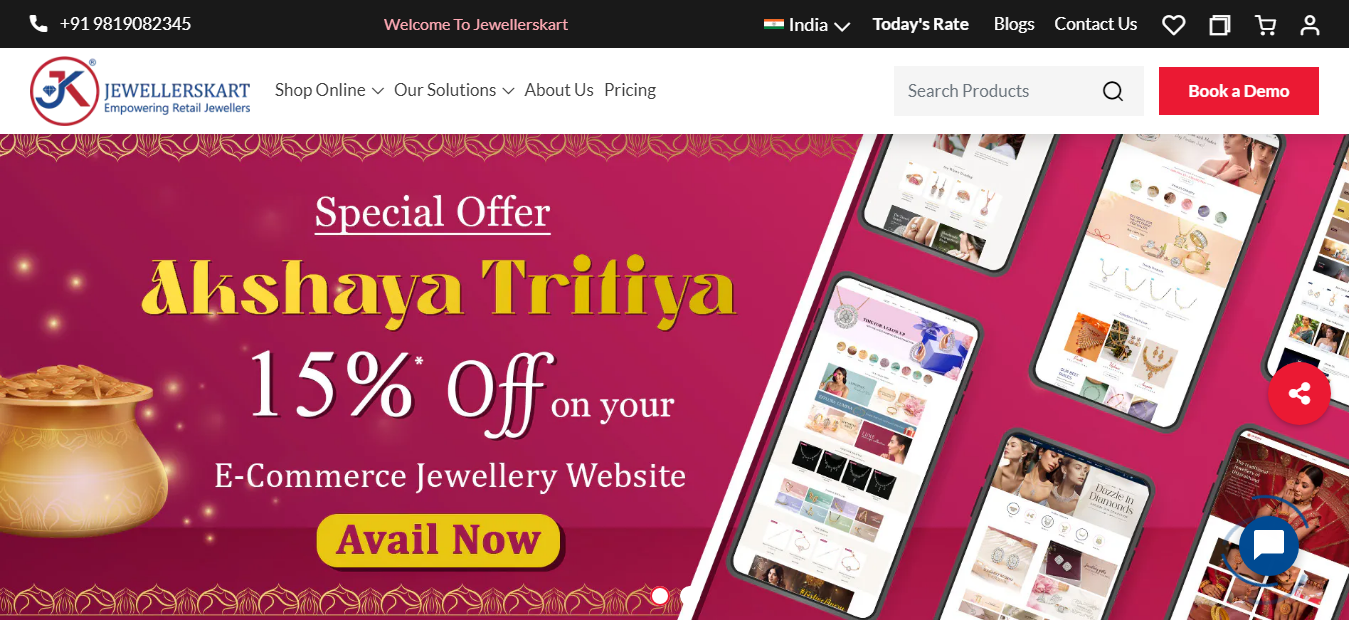 +91 9819082345
Welcome To Jewellerskart
India
Today's Rate
Blogs
Contact Us
JK®
JEWELLERSKART
Empowering Retail Jewellers
Shop Online
Our Solutions
About Us
Pricing
Search Products
Book a Demo
Special Offer
Akshaya Tritiya
15%* Off on your
E-Commerce Jewellery Website
Avail Now
Dazzle In
Diamonds